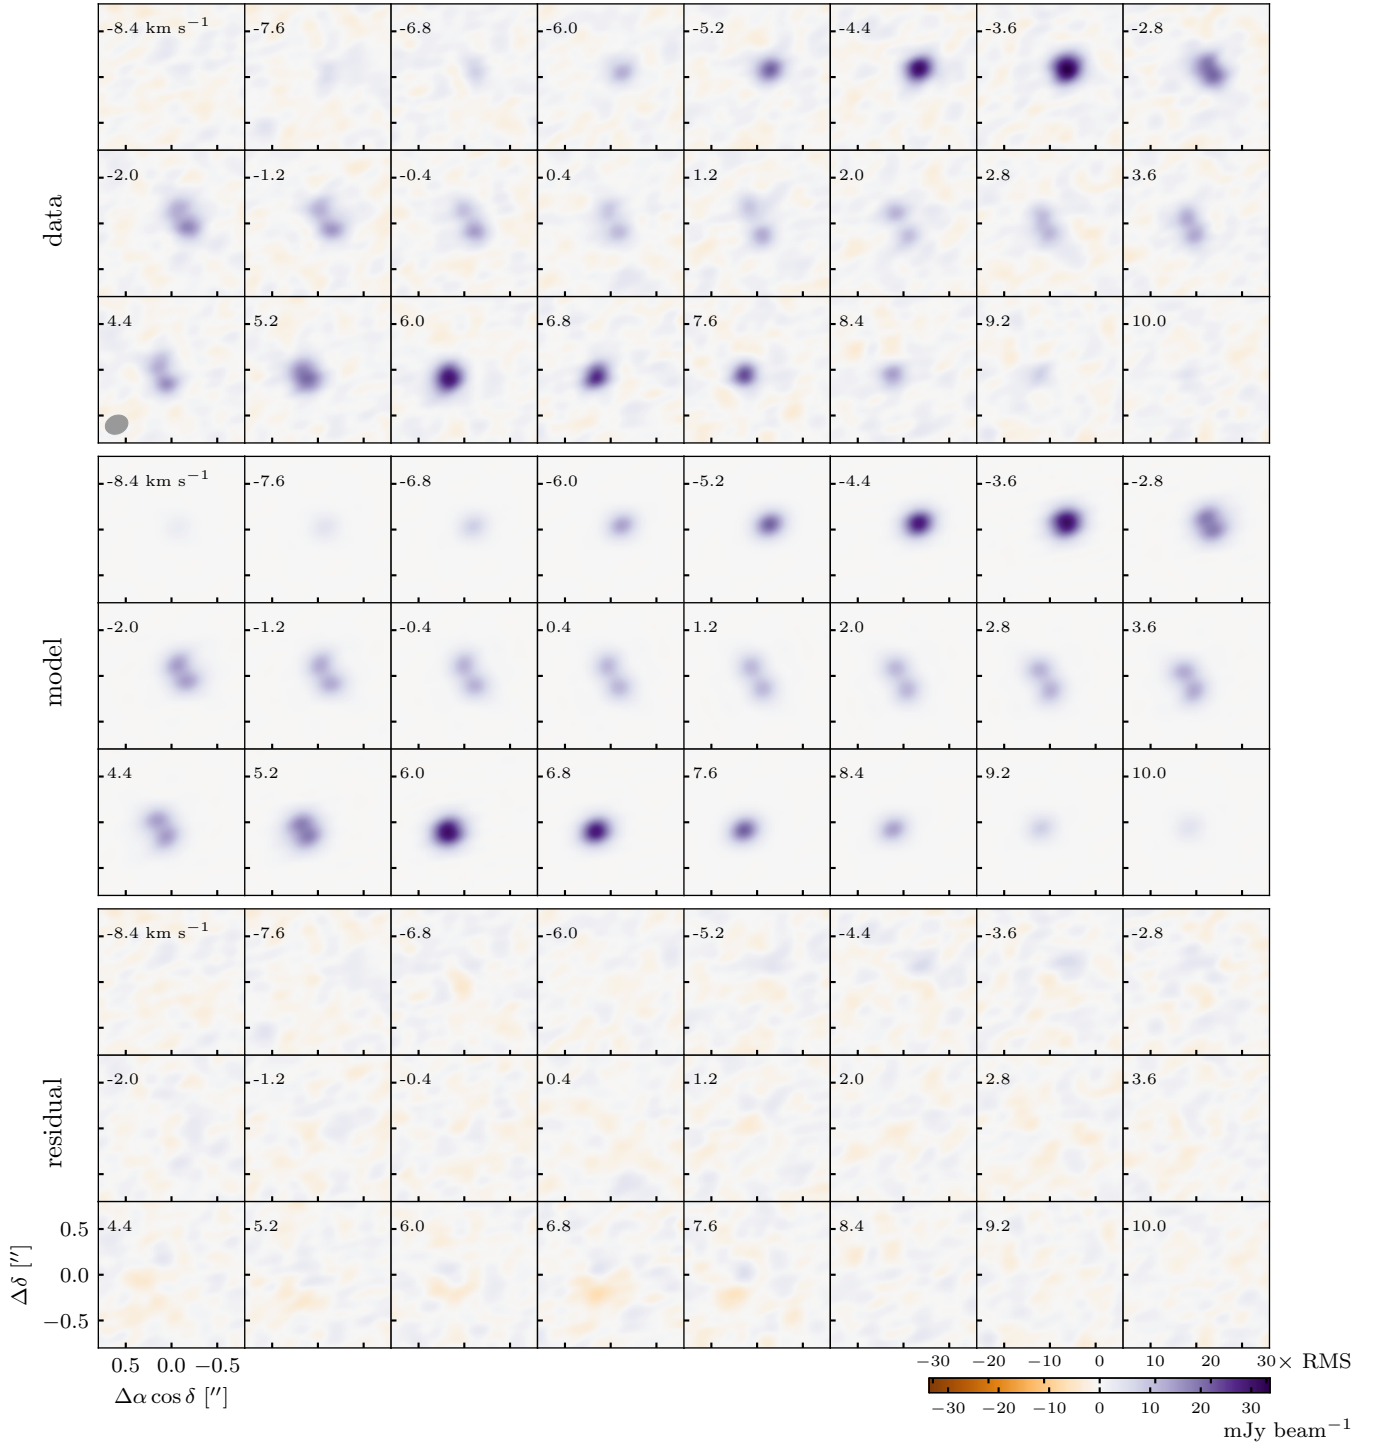 -8.4 km s−1 -7.6 -6.8 -6.0 -5.2 -4.4 -3.6 -2.8
data
-2.0 -1.2 -0.4 0.4 1.2 2.0 2.8 3.6
4.4 5.2 6.0 6.8 7.6 8.4 9.2 10.0
-8.4 km s−1 -7.6 -6.8 -6.0 -5.2 -4.4 -3.6 -2.8
model
-2.0 -1.2 -0.4 0.4 1.2 2.0 2.8 3.6
4.4 5.2 6.0 6.8 7.6 8.4 9.2 10.0
-8.4 km s−1 -7.6 -6.8 -6.0 -5.2 -4.4 -3.6 -2.8
residual
-2.0 -1.2 -0.4 0.4 1.2 2.0 2.8 3.6
4.4 5.2 6.0 6.8 7.6 8.4 9.2 10.0
0.5
0.0
−0.5
Δδ [″]
0.5 0.0 −0.5
Δα cos δ [″]
−30 −20 −10 0 10 20 30 × RMS
−30 −20 −10 0 10 20 30
mJy beam−1